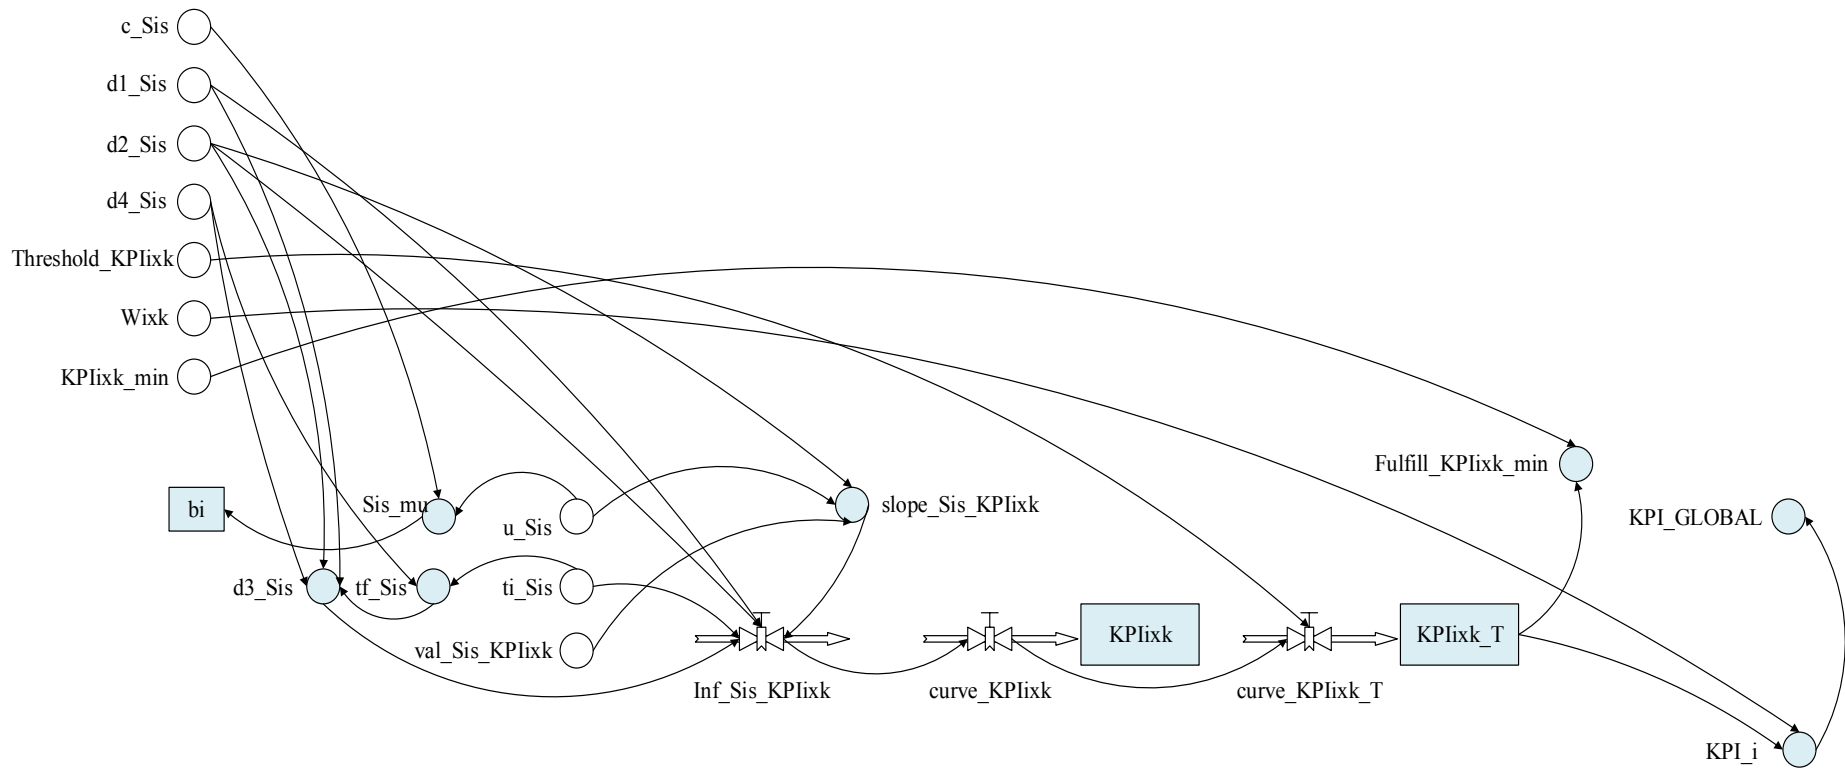 c_Sis
d1_Sis
d2_Sis
d4_Sis
Threshold_KPIixk
Wixk
KPIixk_min
Fulfill_KPIixk_min
bi
Sis_mu
u_Sis
slope_Sis_KPIixk
KPI_GLOBAL
d3_Sis
tf_Sis
ti_Sis
val_Sis_KPIixk
KPIixk
KPIixk_T
Inf_Sis_KPIixk
curve_KPIixk
curve_KPIixk_T
KPI_i